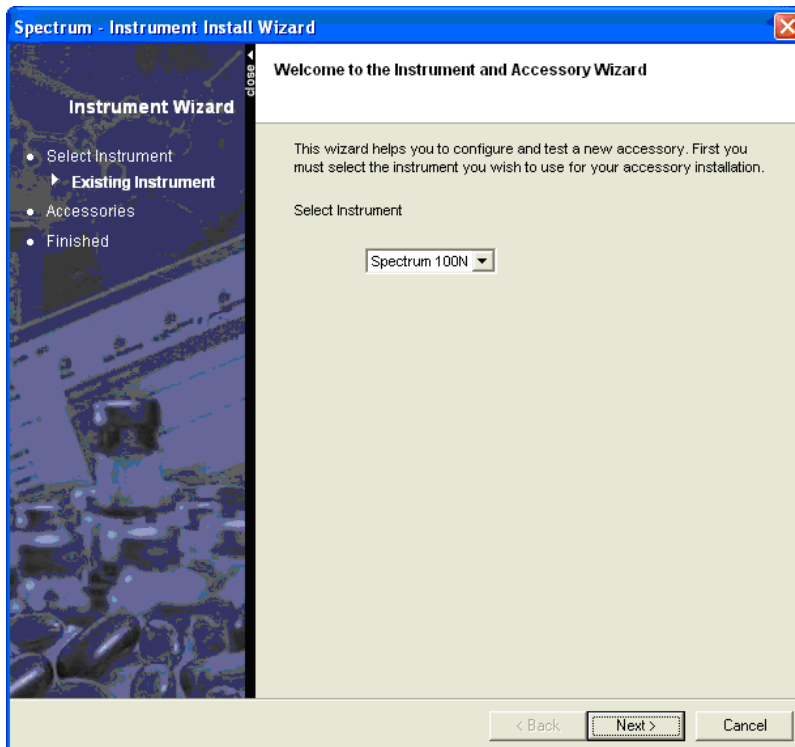 Spectrum - Instrument Install Wizard
close
Instrument Wizard
Select Instrument
Existing Instrument
Accessories
Finished
Welcome to the Instrument and Accessory Wizard
This wizard helps you to configure and test a new accessory. First you
must select the instrument you wish to use for your accessory installation.
Select Instrument
Spectrum 100N
< Back
Next >
Cancel